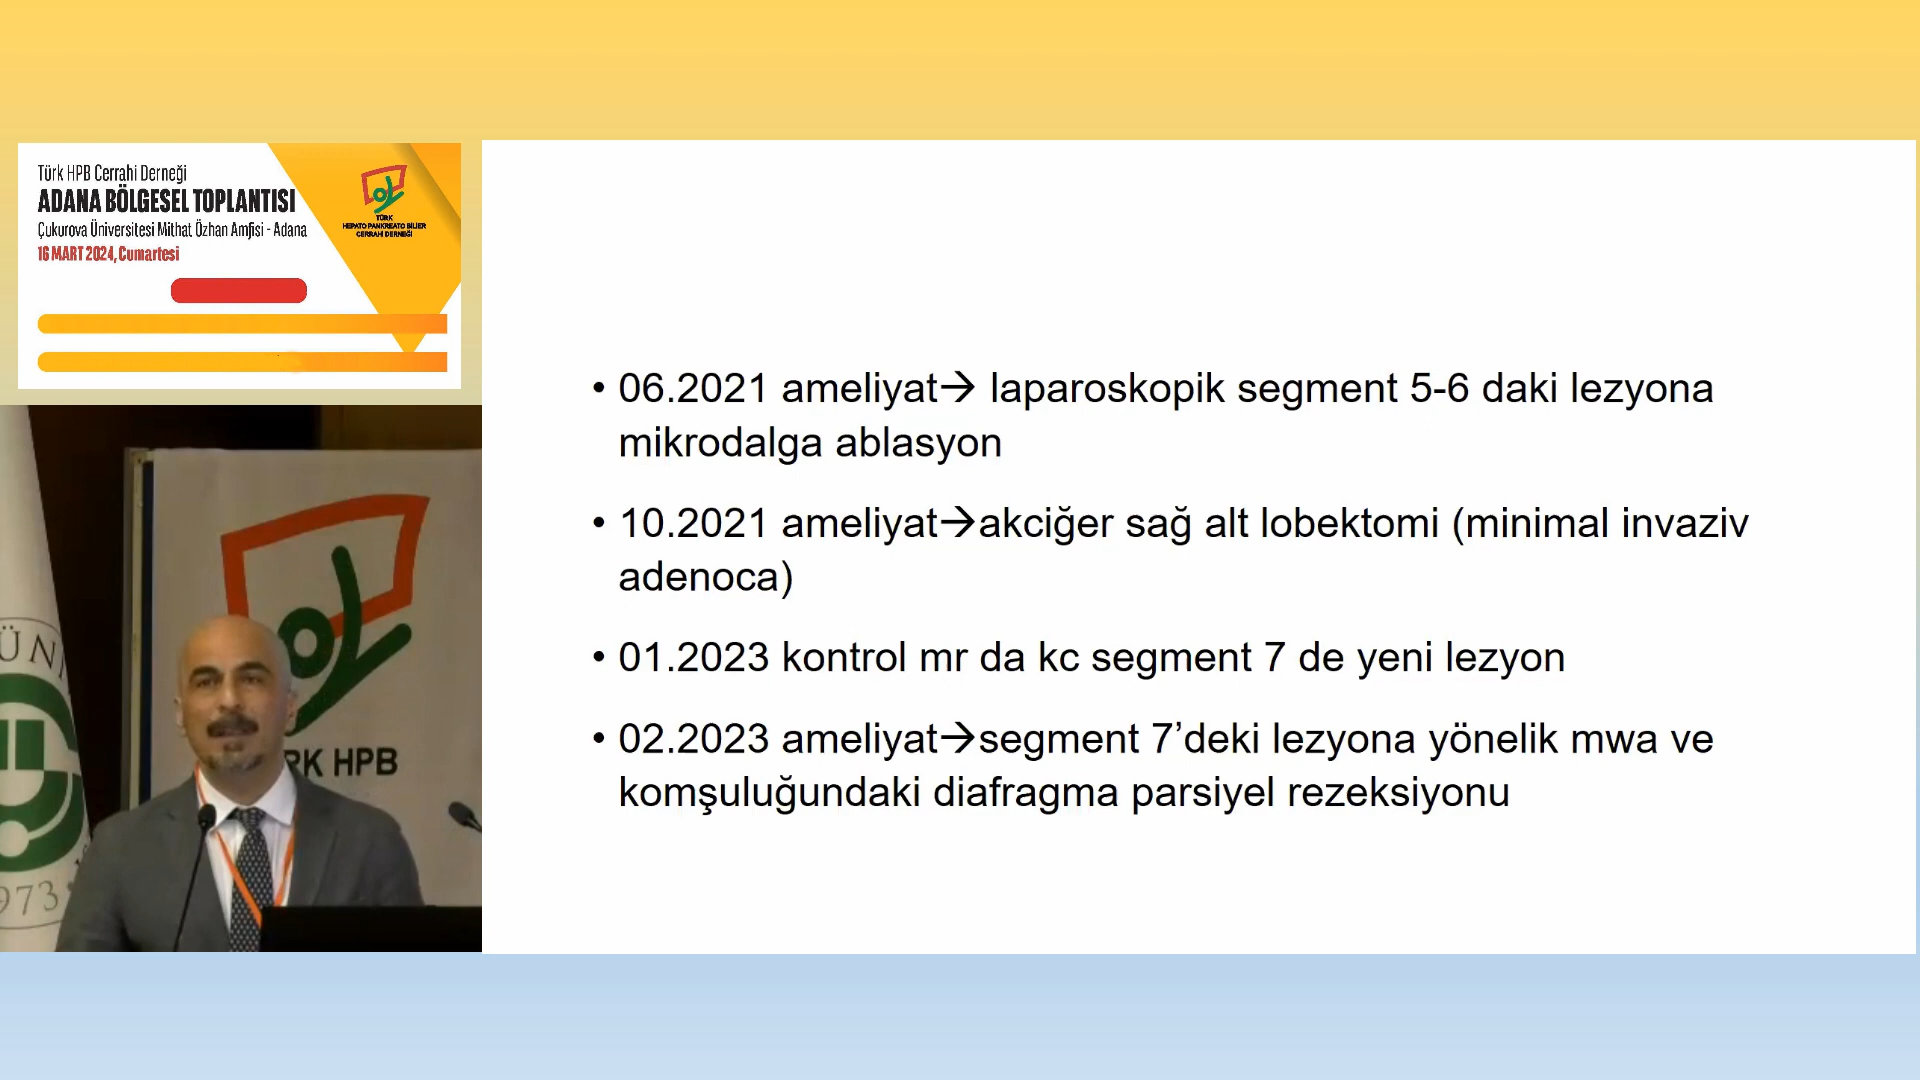 Türk HPB Cerrahi Derneği
ADANA BÖLGESEL TOPLANTISI
Çukurova Üniversitesi Mithat Özhan Amfisi - Adana
16 MART 2024, Cumartesi
TÜRK
HEPATO PANKREATO BİLİER
CERRAHİ DERNEĞİ
• 06.2021 ameliyat→ laparoskopik segment 5-6 daki lezyona
mikrodalga ablasyon
• 10.2021 ameliyat→akciğer sağ alt lobektomi (minimal invaziv
adenoca)
• 01.2023 kontrol mr da kc segment 7 de yeni lezyon
• 02.2023 ameliyat→segment 7’deki lezyona yönelik mwa ve
komşuluğundaki diafragma parsiyel rezeksiyonu
ÜNİ
RK HPB
973